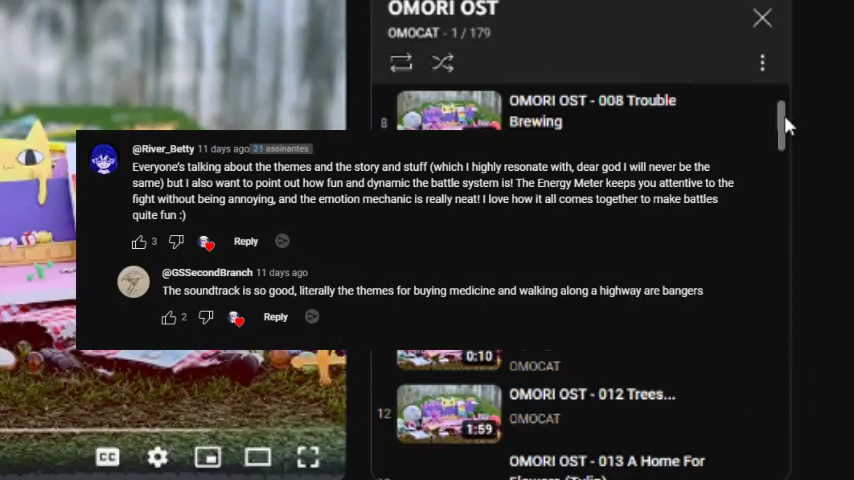 OMORI OST
OMOCAT - 1 / 179
8
OMORI OST - 008 Trouble
Brewing
@River_Betty 11 days ago 21 assinantes
Everyone's talking about the themes and the story and stuff (which I highly resonate with, dear god I will never be the
same) but I also want to point out how fun and dynamic the battle system is! The Energy Meter keeps you attentive to the
fight without being annoying, and the emotion mechanic is really neat! I love how it all comes together to make battles
quite fun :)
3 Reply
@GSSecondBranch 11 days ago
The soundtrack is so good, literally the themes for buying medicine and walking along a highway are bangers
2 Reply
0:10
OMOCAT
12
OMORI OST - 012 Trees...
OMOCAT
1:59
OMORI OST - 013 A Home For
Flowers (Tulip)
CC